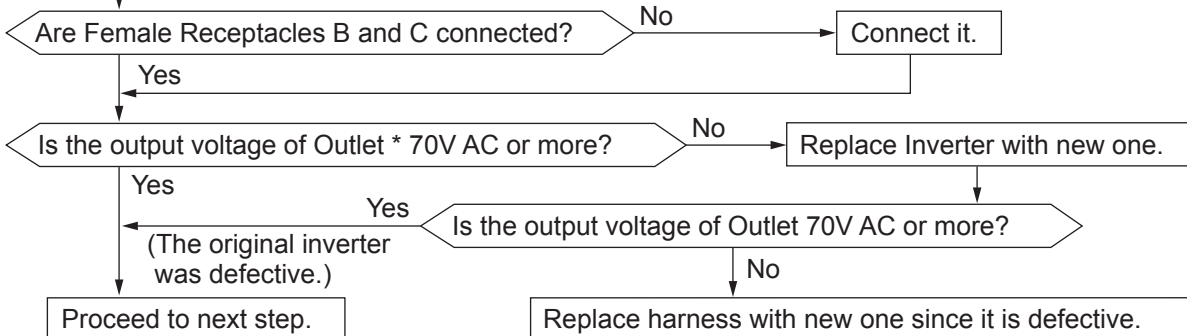 Are Female Receptacles B and C connected?
No
Connect it.
Yes
Is the output voltage of Outlet * 70V AC or more?
No
Replace Inverter with new one.
Yes
Yes
Is the output voltage of Outlet 70V AC or more?
(The original inverter
was defective.)
No
Proceed to next step.
Replace harness with new one since it is defective.